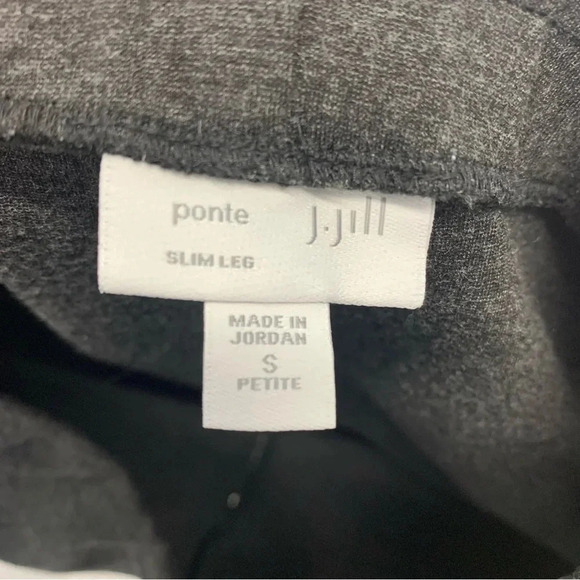 ponte J.Jill
SLIM LEG
MADE IN
JORDAN
S
PETITE